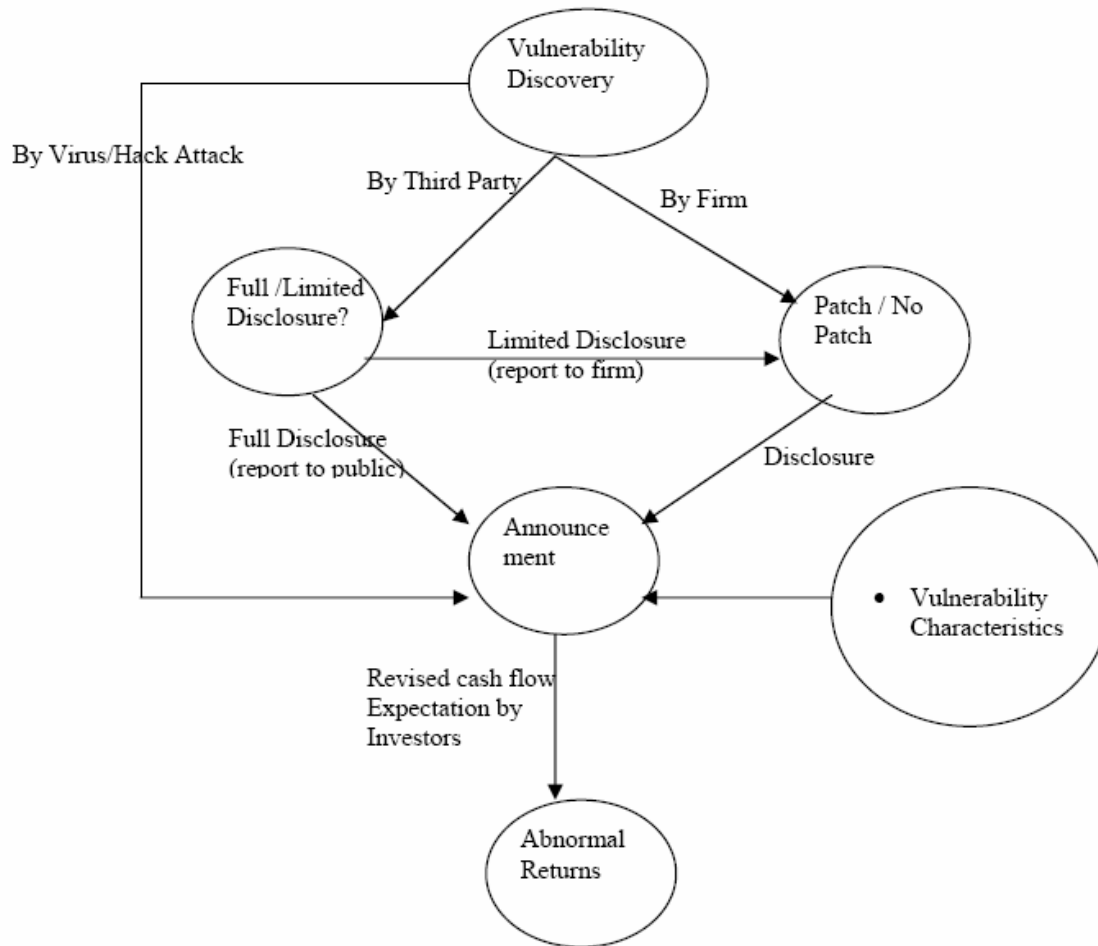 Vulnerability
Discovery
By Virus/Hack Attack
By Third Party
By Firm
Full /Limited
Disclosure?
Patch / No
Patch
Limited Disclosure
(report to firm)
Full Disclosure
(report to public)
Disclosure
Announce
ment
• Vulnerability
Characteristics
Revised cash flow
Expectation by
Investors
Abnormal
Returns